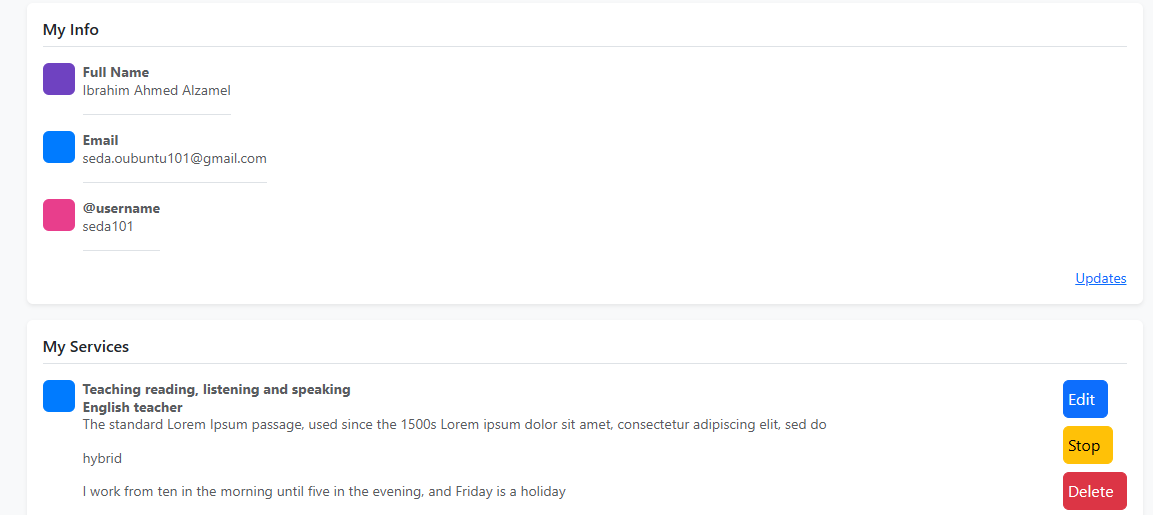 My Info
Full Name
Ibrahim Ahmed Alzamel
Email
seda.oubuntu101@gmail.com
@username
seda101
Updates
My Services
Teaching reading, listening and speaking
English teacher
The standard Lorem Ipsum passage, used since the 1500s Lorem ipsum dolor sit amet, consectetur adipiscing elit, sed do
hybrid
I work from ten in the morning until five in the evening, and Friday is a holiday
Edit
Stop
Delete